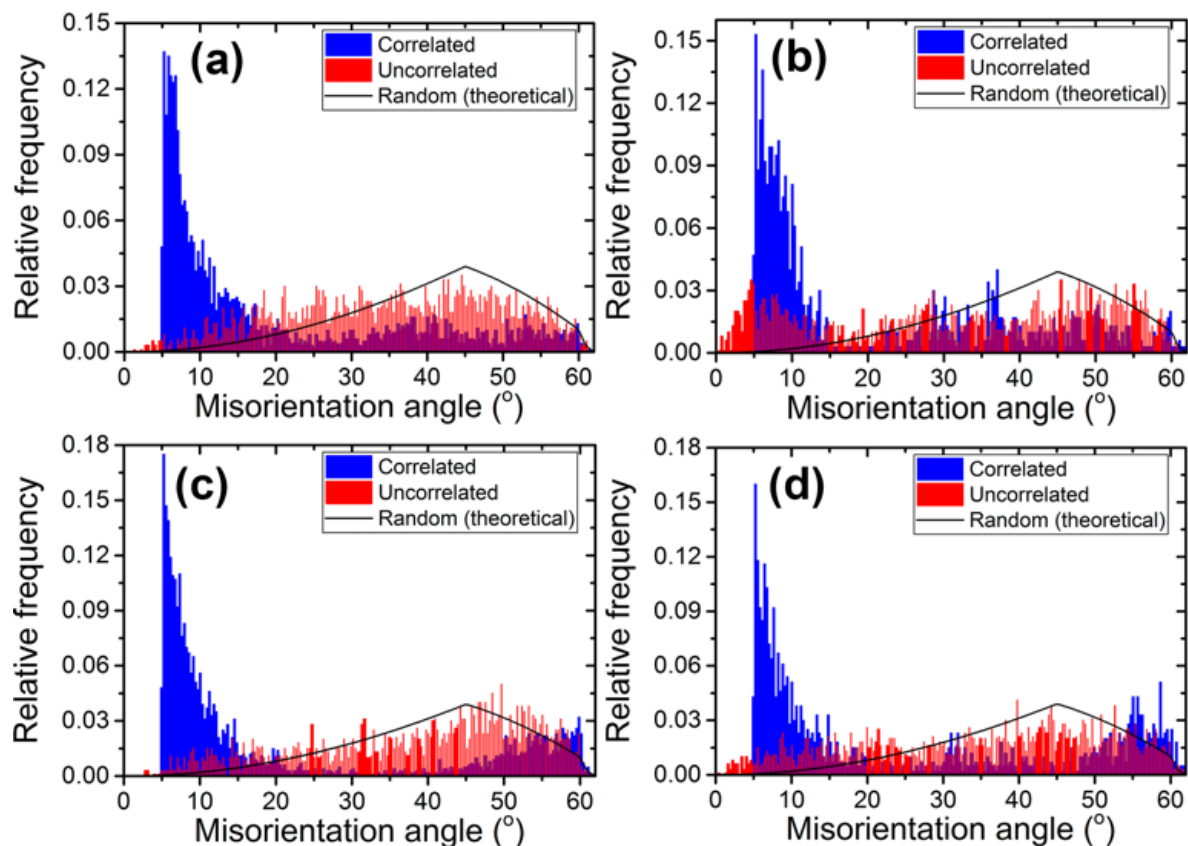 (a)
Correlated
Uncorrelated
Random (theoretical)
0.15
0.12
0.09
0.06
0.03
0.00
Relative frequency
0 10 20 30 40 50 60
Misorientation angle (o)
(b)
Correlated
Uncorrelated
Random (theoretical)
0.15
0.12
0.09
0.06
0.03
0.00
Relative frequency
0 10 20 30 40 50 60
Misorientation angle (o)
(c)
Correlated
Uncorrelated
Random (theoretical)
0.18
0.15
0.12
0.09
0.06
0.03
0.00
Relative frequency
0 10 20 30 40 50 60
Misorientation angle (o)
(d)
Correlated
Uncorrelated
Random (theoretical)
0.18
0.15
0.12
0.09
0.06
0.03
0.00
Relative frequency
0 10 20 30 40 50 60
Misorientation angle (o)